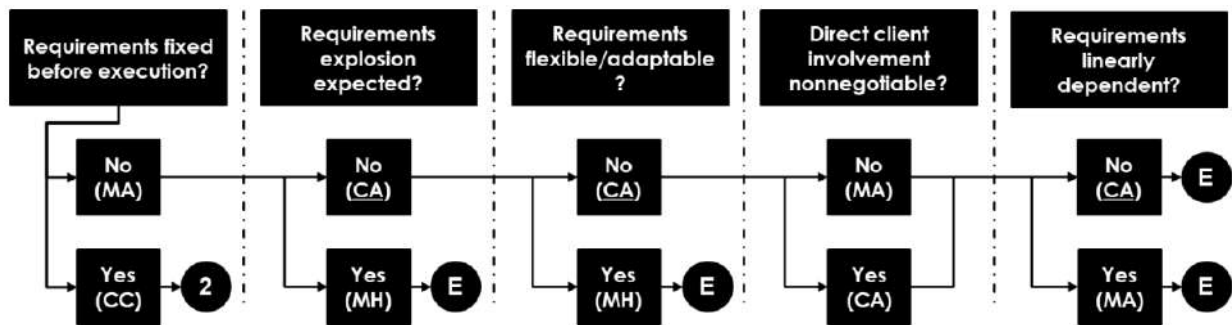 Requirements fixed
before execution?
Requirements
explosion
expected?
Requirements
flexible/adaptable
?
Direct client
involvement
nonnegotiable?
Requirements
linearly
dependent?
No
(MA)
No
(CA)
No
(CA)
No
(MA)
No
(CA)
E
Yes
(CC)
2
Yes
(MH)
E
Yes
(MH)
E
Yes
(CA)
Yes
(MA)
E